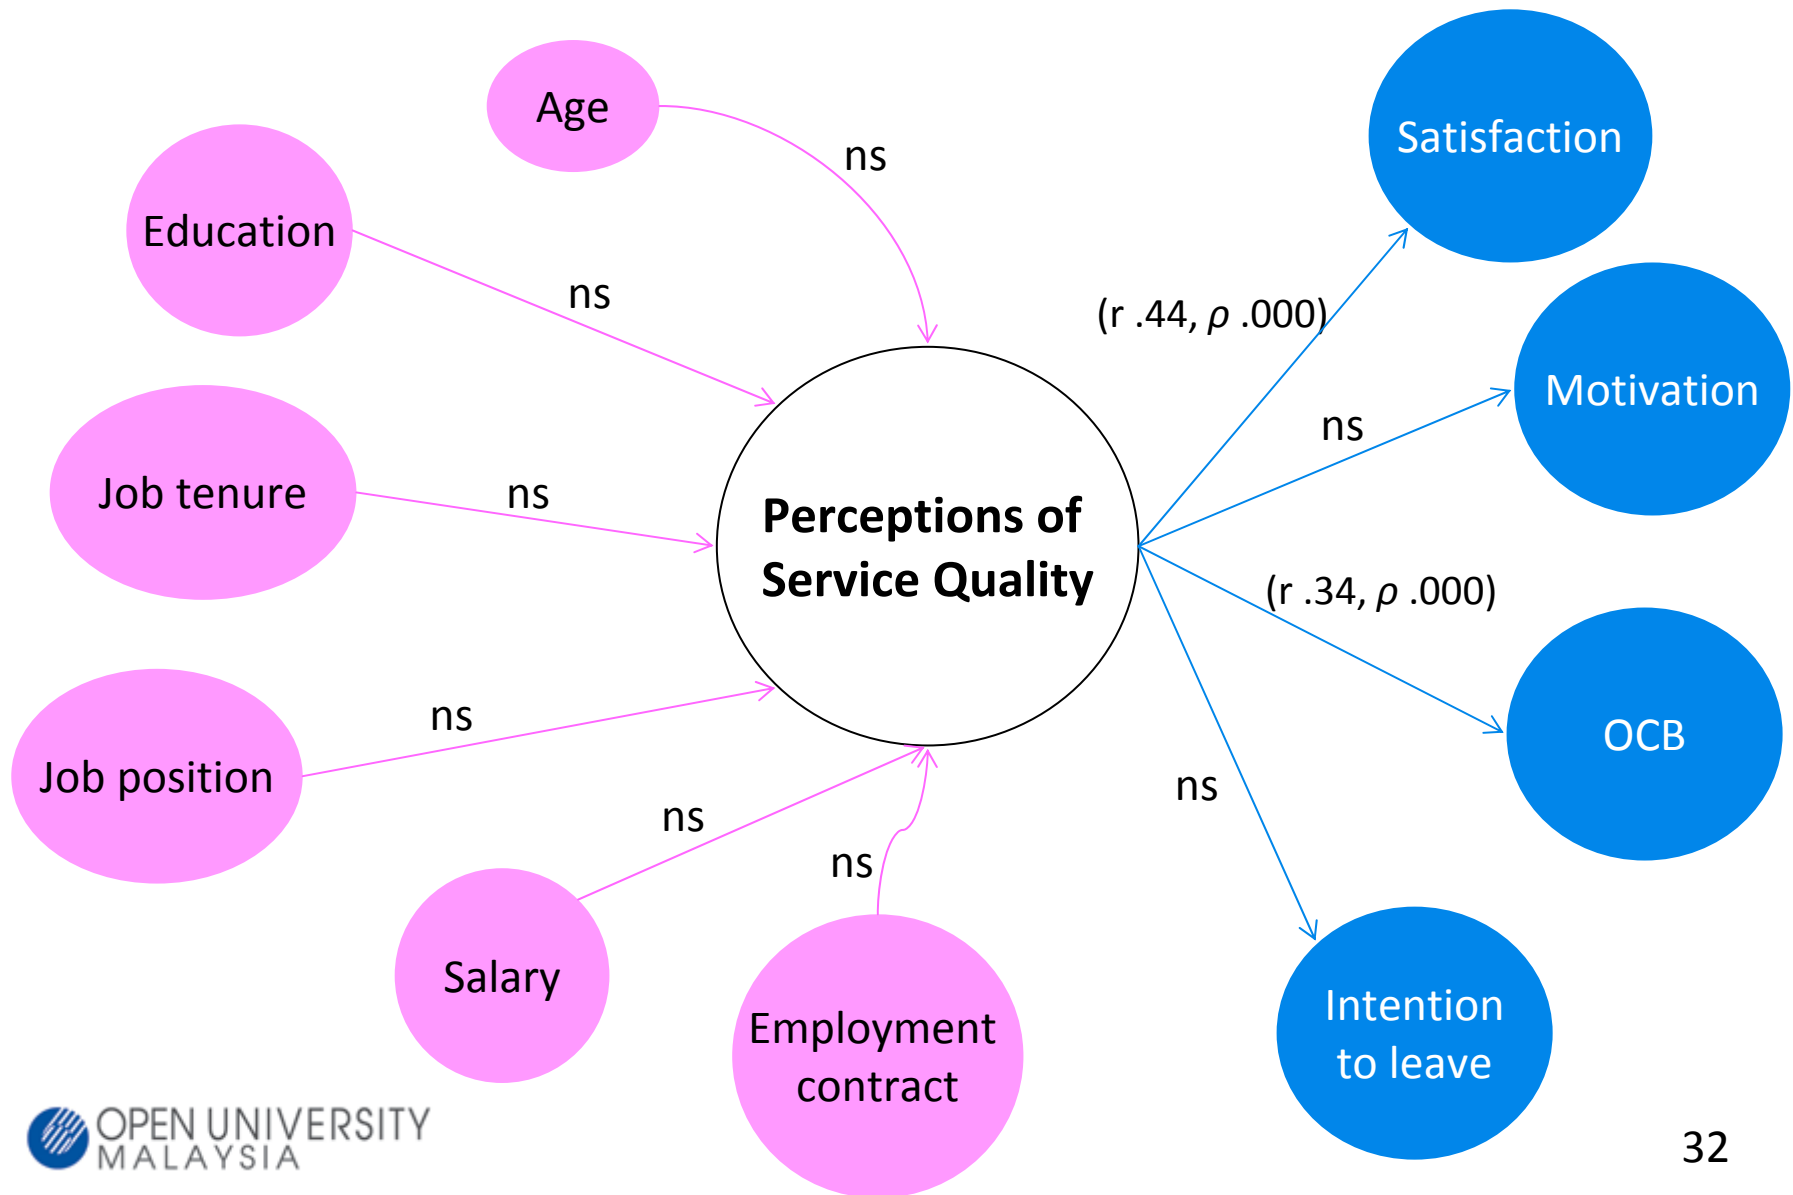 Age
ns
Satisfaction
Education
ns
(r .44, ρ .000)
Motivation
ns
Job tenure
ns
Perceptions of
Service Quality
(r .34, ρ .000)
OCB
ns
Job position
ns
ns
Salary
ns
Employment
contract
Intention
to leave
OPEN UNIVERSITY
MALAYSIA
32